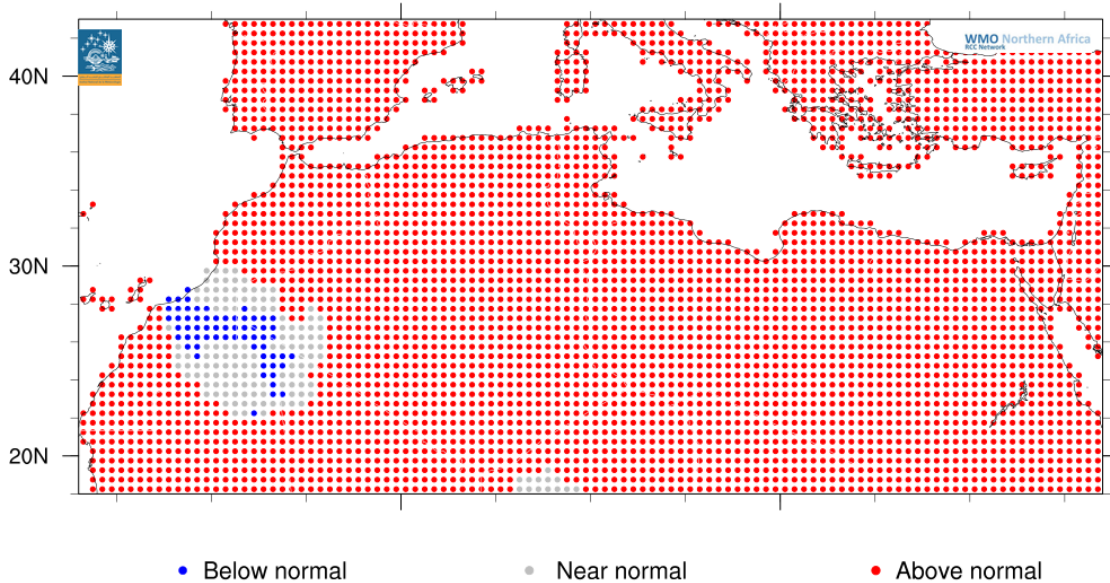 40N
WMO Northern Africa
RCC Network
30N
20N
Below normal
Near normal
Above normal